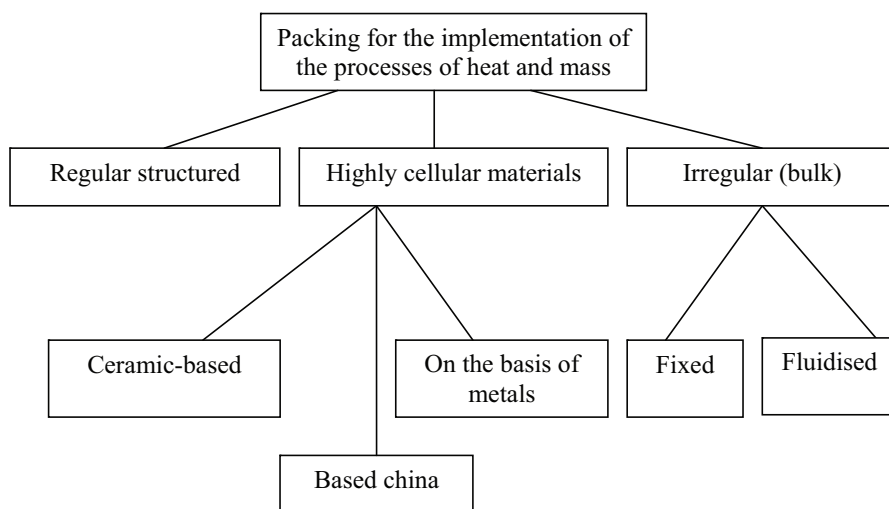 Packing for the implementation of
the processes of heat and mass
Regular structured
Highly cellular materials
Irregular (bulk)
Ceramic-based
On the basis of
metals
Fixed
Fluidised
Based china